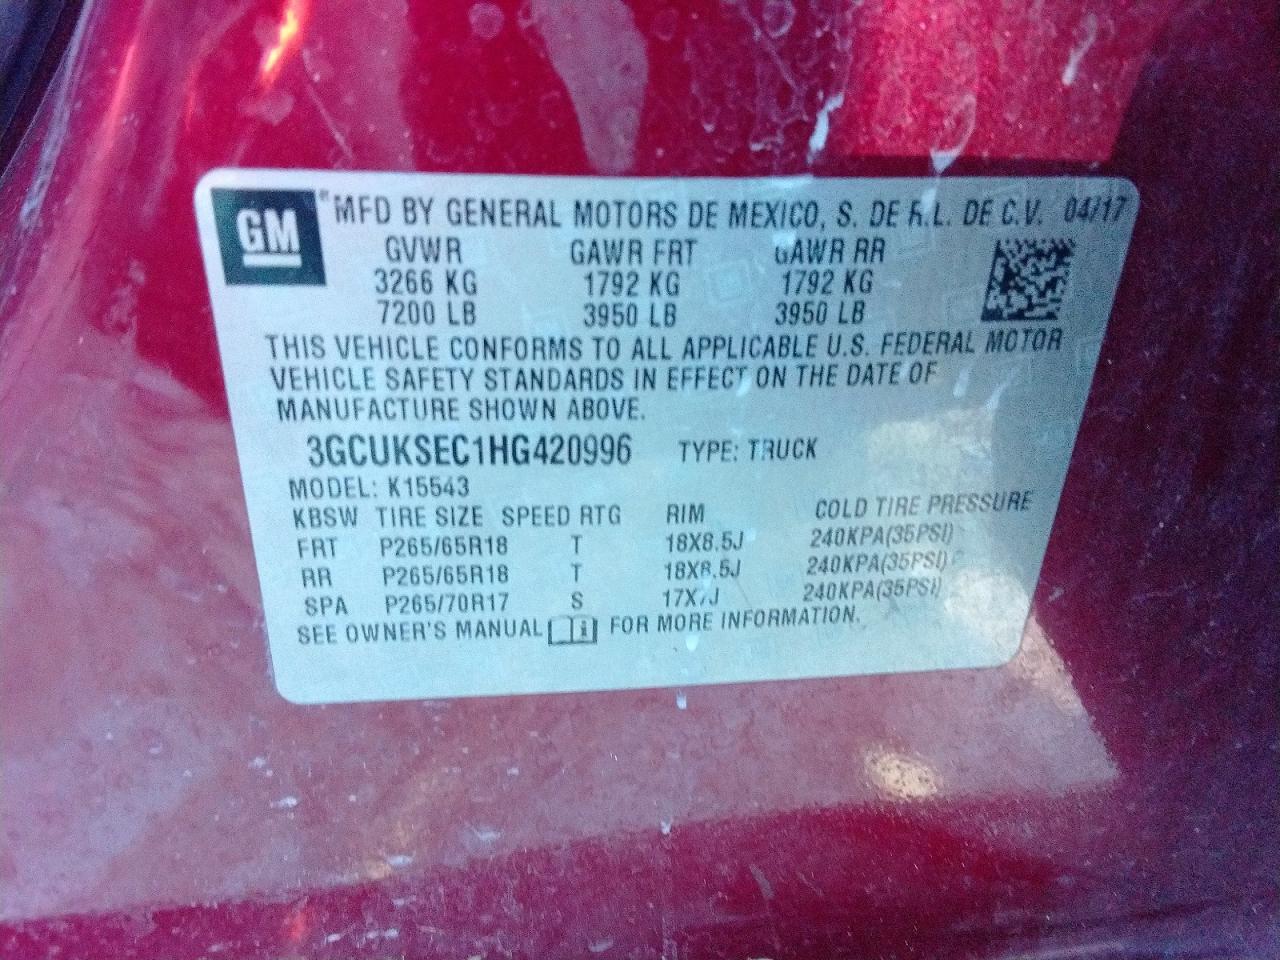 GM
MFD BY GENERAL MOTORS DE MEXICO, S. DE R.L. DE C.V. 04/17
GVWR GAWR FRT GAWR RR
3266 KG 1792 KG 1792 KG
7200 LB 3950 LB 3950 LB
THIS VEHICLE CONFORMS TO ALL APPLICABLE U.S. FEDERAL MOTOR
VEHICLE SAFETY STANDARDS IN EFFECT ON THE DATE OF
MANUFACTURE SHOWN ABOVE.
3GCUKSEC1HG420996 TYPE: TRUCK
MODEL: K15543
KBSW TIRE SIZE SPEED RTG RIM COLD TIRE PRESSURE
FRT P265/65R18 T 18X8.5J 240KPA(35PSI)
RR P265/65R18 T 18X8.5J 240KPA(35PSI)
SPA P265/70R17 S 17X7J 240KPA(35PSI)
SEE OWNER'S MANUAL i FOR MORE INFORMATION.